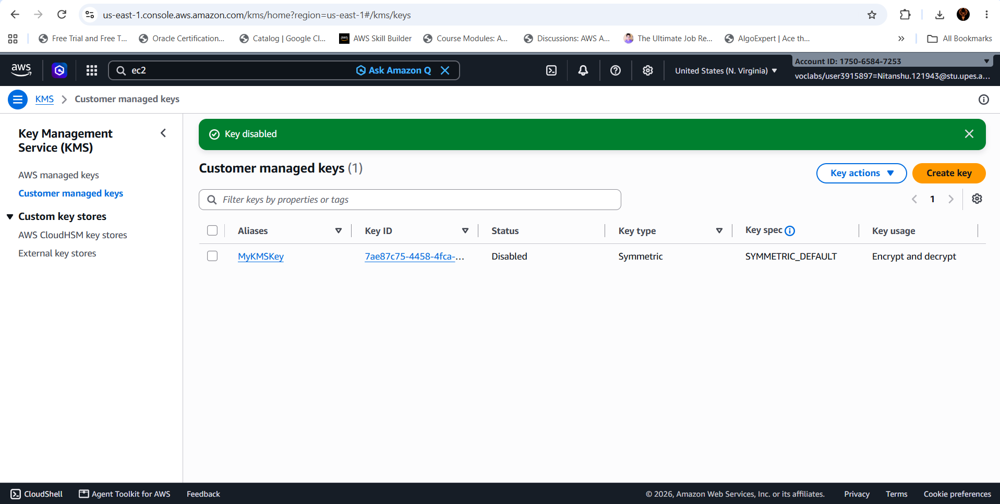 us-east-1.console.aws.amazon.com/kms/home?region=us-east-1#/kms/keys
Free Trial and Free T... Oracle Certification... Catalog | Google Cl... aws AWS Skill Builder Course Modules: A... Discussions: AWS A... The Ultimate Job Re... AlgoExpert | Ace th... » All Bookmarks
aws ec2 Ask Amazon Q United States (N. Virginia) Account ID: 1750-6584-7253
voclabs/user3915897=Nitanshu.121943@stu.upes.a...
KMS Customer managed keys
Key Management
Service (KMS)
AWS managed keys
Customer managed keys
Custom key stores
AWS CloudHSM key stores
External key stores
Key disabled
Customer managed keys (1)
Key actions Create key
Filter keys by properties or tags
1
Aliases Key ID Status Key type Key spec Key usage
MyKMSKey 7ae87c75-4458-4fca-... Disabled Symmetric SYMMETRIC_DEFAULT Encrypt and decrypt
CloudShell Agent Toolkit for AWS Feedback © 2026, Amazon Web Services, Inc. or its affiliates. Privacy Terms Cookie preferences